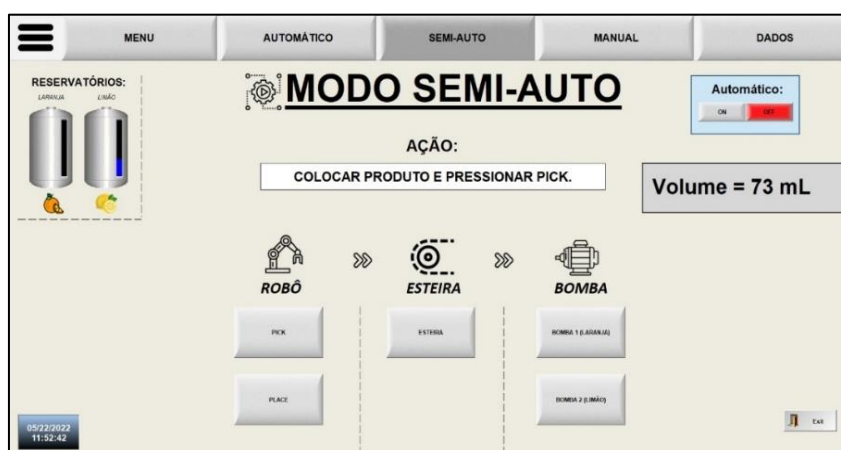 MENU
AUTOMÁTICO
SEMI-AUTO
MANUAL
DADOS
RESERVATÓRIOS:
LARANJA LIMÃO
MODO SEMI-AUTO
Automático:
ON OFF
AÇÃO:
COLOCAR PRODUTO E PRESSIONAR PICK.
Volume = 73 mL
ROBÔ
ESTEIRA
BOMBA
PICK
ESTEIRA
BOMBA 1 (LARANJA)
PLACE
BOMBA 2 (LIMÃO)
05/22/2022
11:52:42
Exit